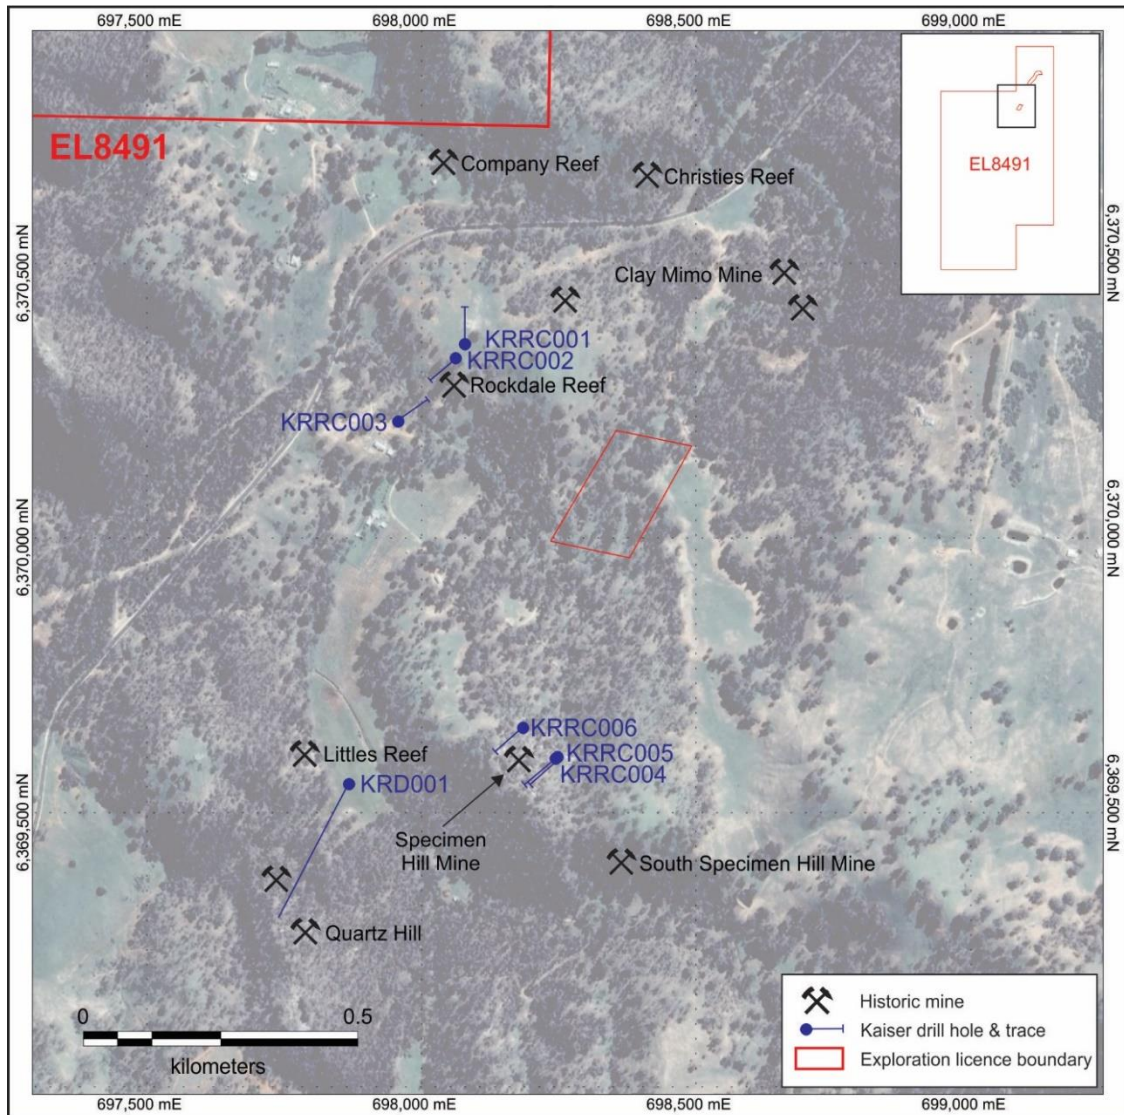 697,500 mE
698,000 mE
698,500 mE
699,000 mE
EL8491
EL8491
Company Reef
Christies Reef
6,370,500 mN
6,370,500 mN
Clay Mimo Mine
KRRC001
KRRC002
Rockdale Reef
KRRC003
6,370,000 mN
6,370,000 mN
KRRC006
Littles Reef
KRRC005
KRRC004
KRD001
6,369,500 mN
6,369,500 mN
Specimen
Hill Mine
South Specimen Hill Mine
Quartz Hill
0
0.5
kilometers
Historic mine
Kaiser drill hole & trace
Exploration licence boundary
697,500 mE
698,000 mE
698,500 mE
699,000 mE